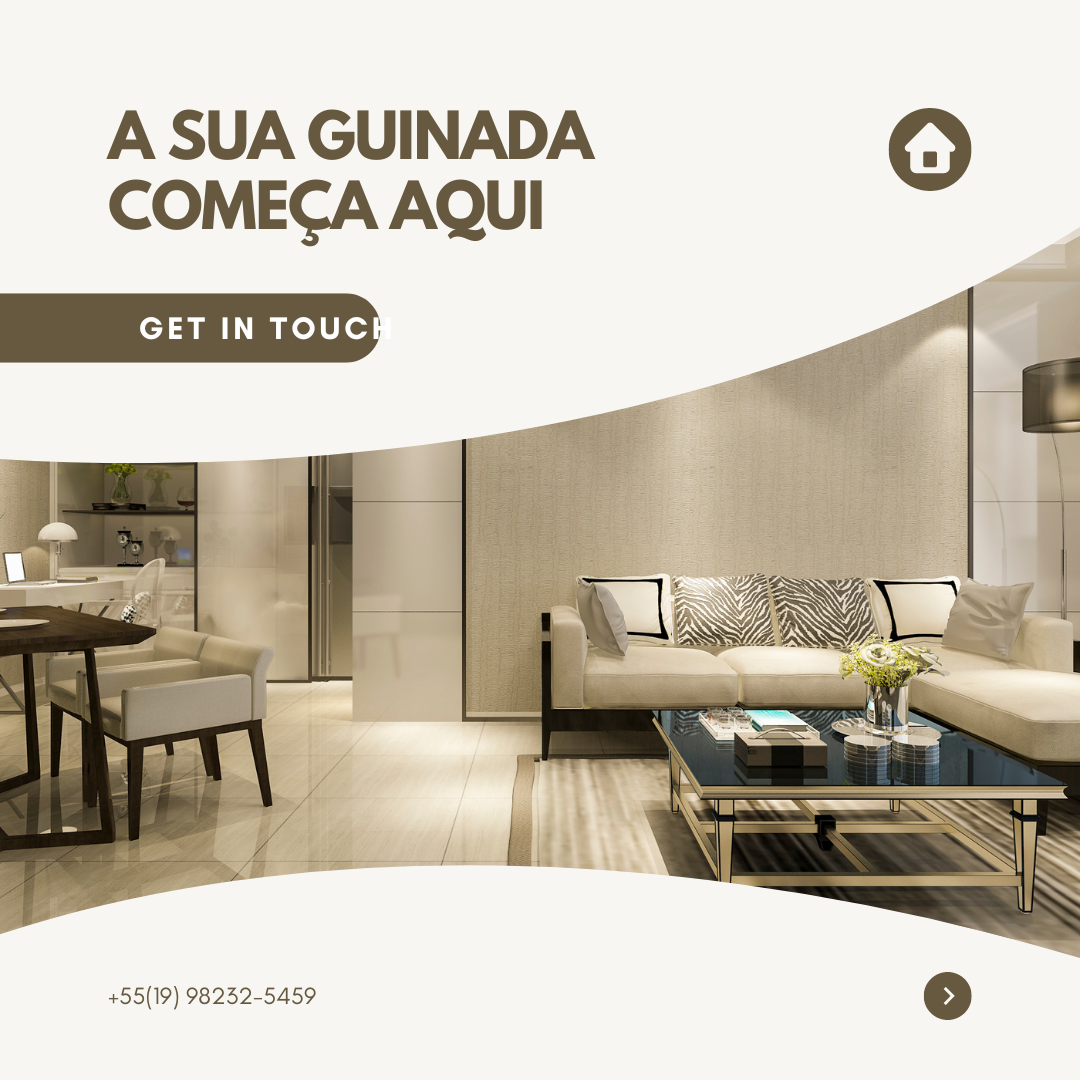 A SUA GUINADA
COMEÇA AQUI
GET IN TOUCH
+55(19) 98232-5459